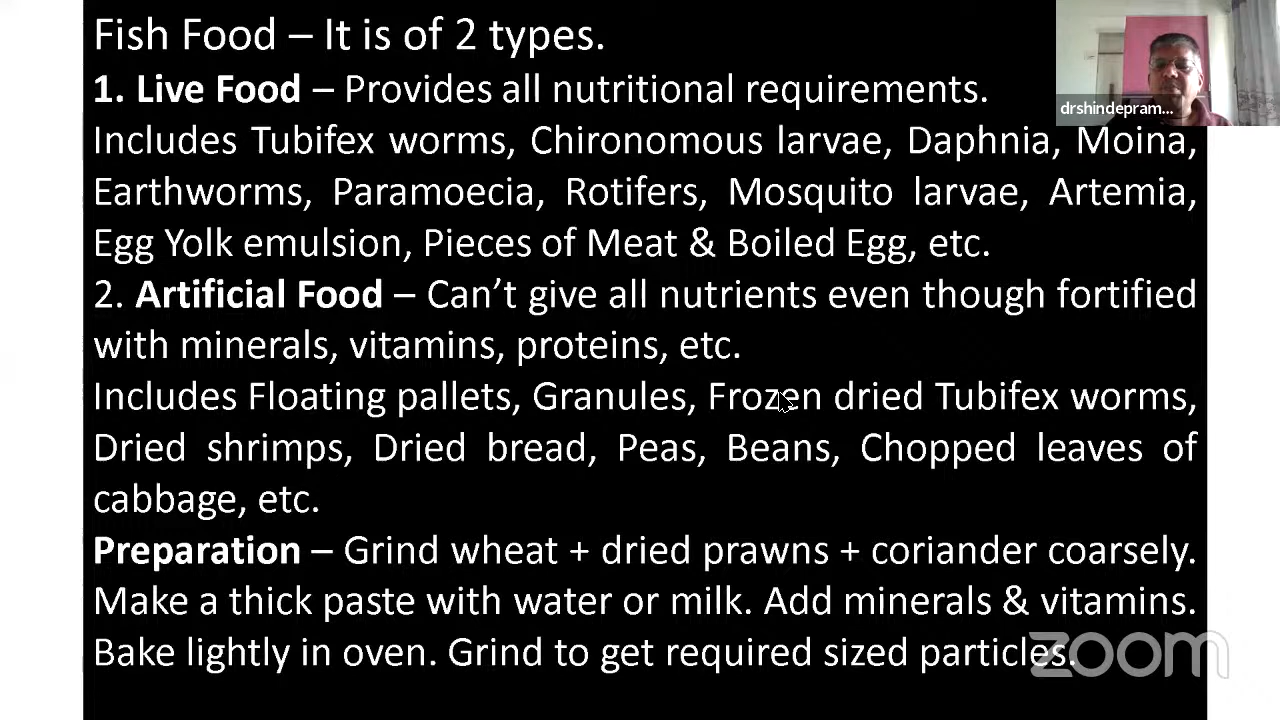 Fish Food – It is of 2 types.
1. Live Food – Provides all nutritional requirements.
drshindepram...
Includes Tubifex worms, Chironomous larvae, Daphnia, Moina,
Earthworms, Paramoecia, Rotifers, Mosquito larvae, Artemia,
Egg Yolk emulsion, Pieces of Meat & Boiled Egg, etc.
2. Artificial Food – Can’t give all nutrients even though fortified
with minerals, vitamins, proteins, etc.
Includes Floating pallets, Granules, Frozen dried Tubifex worms,
Dried shrimps, Dried bread, Peas, Beans, Chopped leaves of
cabbage, etc.
Preparation – Grind wheat + dried prawns + coriander coarsely.
Make a thick paste with water or milk. Add minerals & vitamins.
Bake lightly in oven. Grind to get required sized particles.
zoom